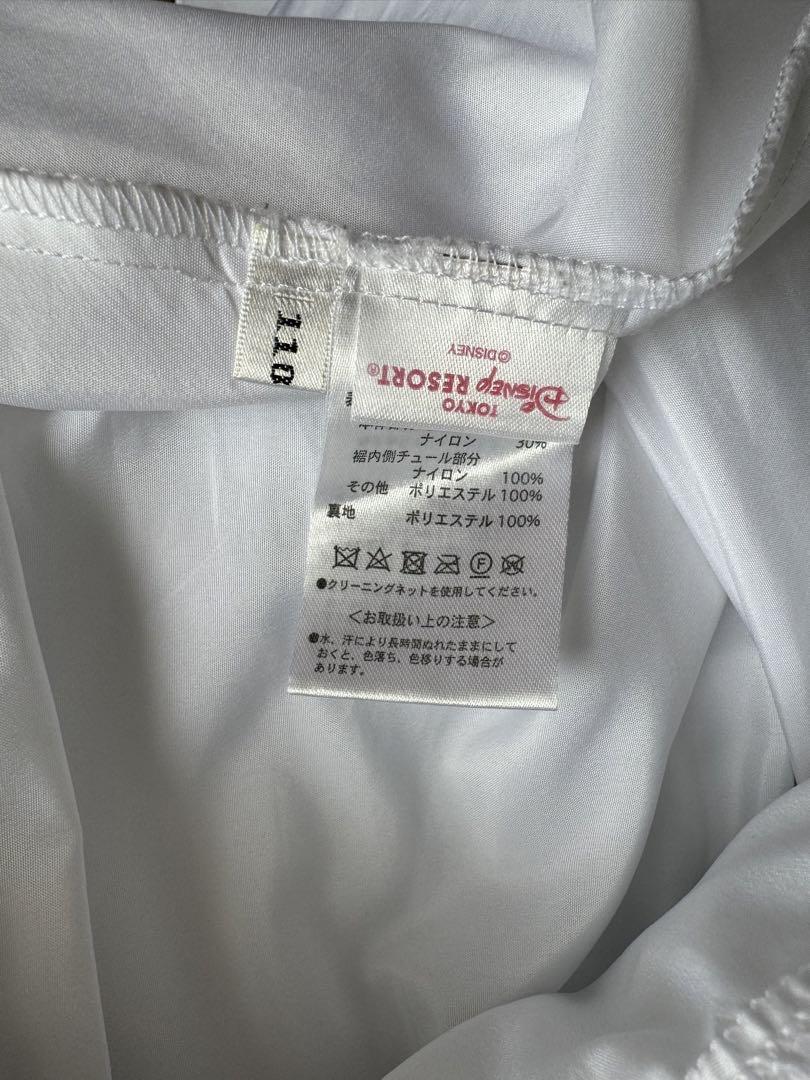 110
TOKYO
Disney RESORT®
©DISNEY
ナイロン 30%
裾内側チュール部分
ナイロン 100%
その他 ポリエステル 100%
裏地 ポリエステル 100%
P W
●クリーニングネットを使用してください。
<お取扱い上の注意>
●水、汗により長時間ぬれたままにして
おくと、色落ち、色移りする場合が
あります。